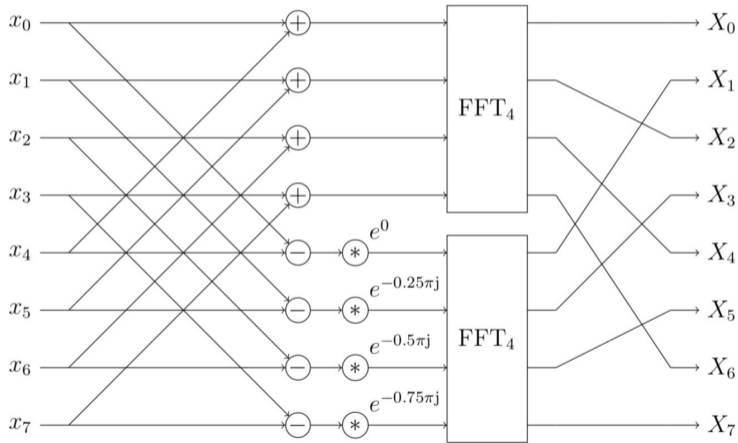 x₀ + X₀
x₁ + X₁
FFT₄
x₂ + X₂
x₃ + X₃
e⁰
x₄ − * X₄
e^{−0.25πj}
x₅ − * X₅
FFT₄
e^{−0.5πj}
x₆ − * X₆
e^{−0.75πj}
x₇ − * X₇